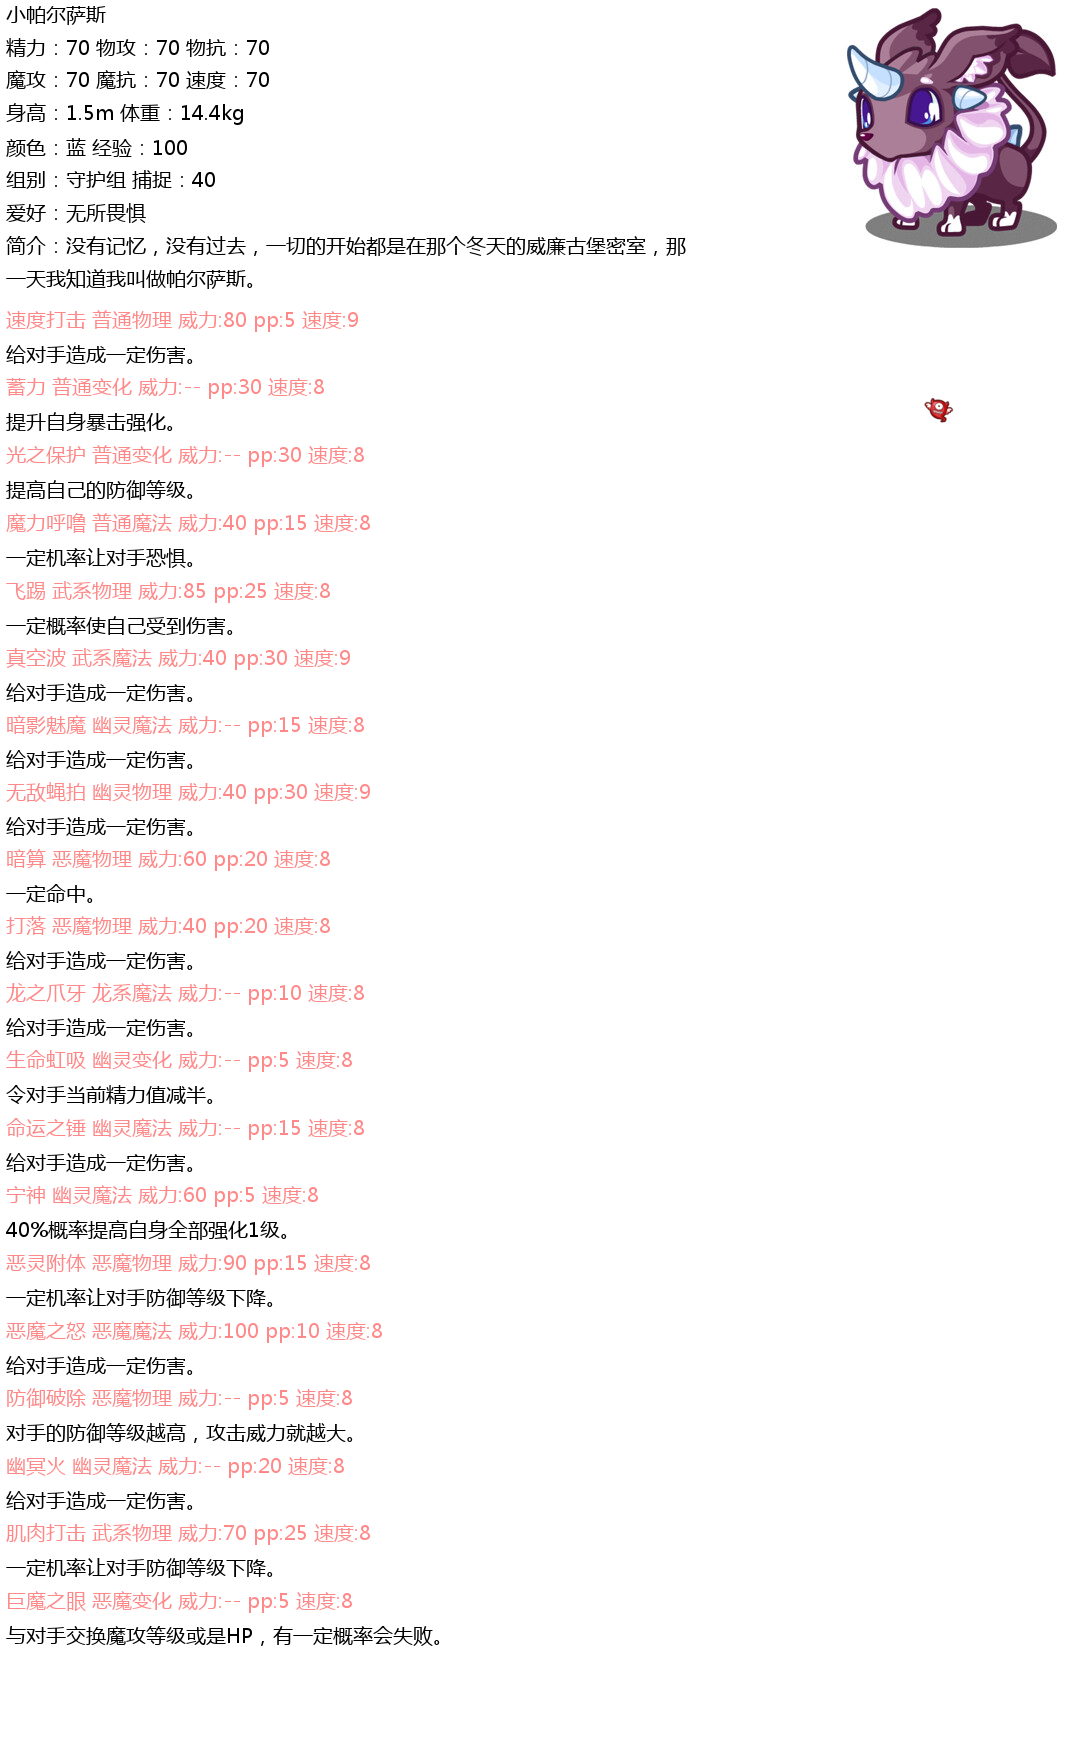 小帕尔萨斯
精力：70 物攻：70 物抗：70
魔攻：70 魔抗：70 速度：70
身高：1.5m 体重：14.4kg
颜色：蓝 经验：100
组别：守护组 捕捉：40
爱好：无所畏惧
简介：没有记忆，没有过去，一切的开始都是在那个冬天的威廉古堡密室，那
一天我知道我叫做帕尔萨斯。
速度打击 普通物理 威力:80 pp:5 速度:9
给对手造成一定伤害。
蓄力 普通变化 威力:-- pp:30 速度:8
提升自身暴击强化。
光之保护 普通变化 威力:-- pp:30 速度:8
提高自己的防御等级。
魔力呼噜 普通魔法 威力:40 pp:15 速度:8
一定机率让对手恐惧。
飞踢 武系物理 威力:85 pp:25 速度:8
一定概率使自己受到伤害。
真空波 武系魔法 威力:40 pp:30 速度:9
给对手造成一定伤害。
暗影魅魔 幽灵魔法 威力:-- pp:15 速度:8
给对手造成一定伤害。
无敌蝇拍 幽灵物理 威力:40 pp:30 速度:9
给对手造成一定伤害。
暗算 恶魔物理 威力:60 pp:20 速度:8
一定命中。
打落 恶魔物理 威力:40 pp:20 速度:8
给对手造成一定伤害。
龙之爪牙 龙系魔法 威力:-- pp:10 速度:8
给对手造成一定伤害。
生命虹吸 幽灵变化 威力:-- pp:5 速度:8
令对手当前精力值减半。
命运之锤 幽灵魔法 威力:-- pp:15 速度:8
给对手造成一定伤害。
宁神 幽灵魔法 威力:60 pp:5 速度:8
40%概率提高自身全部强化1级。
恶灵附体 恶魔物理 威力:90 pp:15 速度:8
一定机率让对手防御等级下降。
恶魔之怒 恶魔魔法 威力:100 pp:10 速度:8
给对手造成一定伤害。
防御破除 恶魔物理 威力:-- pp:5 速度:8
对手的防御等级越高，攻击威力就越大。
幽冥火 幽灵魔法 威力:-- pp:20 速度:8
给对手造成一定伤害。
肌肉打击 武系物理 威力:70 pp:25 速度:8
一定机率让对手防御等级下降。
巨魔之眼 恶魔变化 威力:-- pp:5 速度:8
与对手交换魔攻等级或是HP，有一定概率会失败。